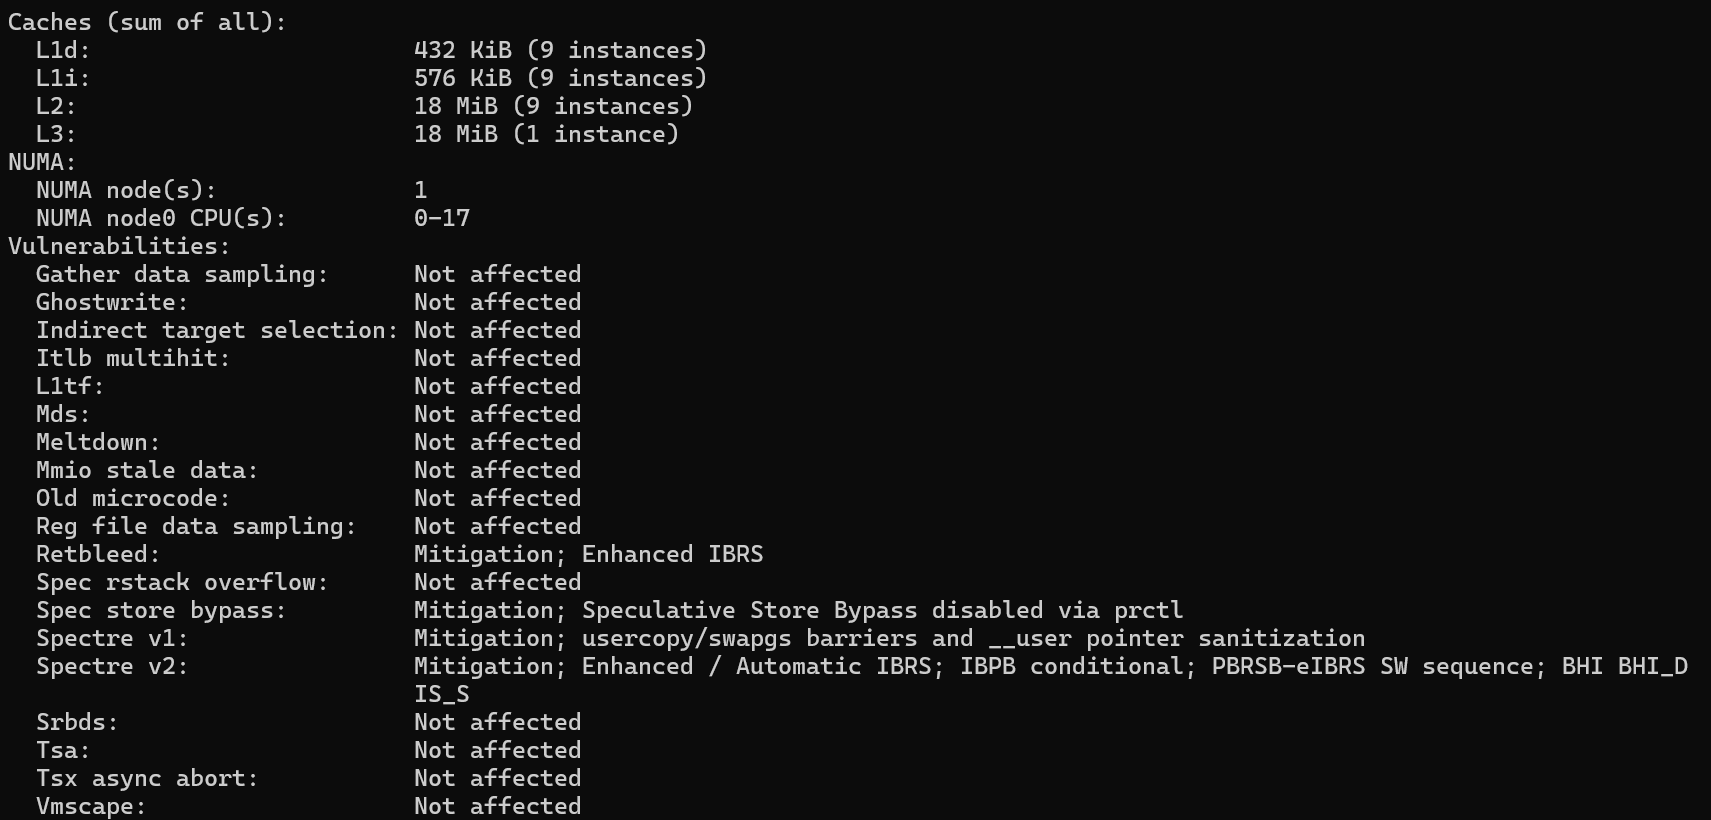 Caches (sum of all):
  L1d:                       432 KiB (9 instances)
  L1i:                       576 KiB (9 instances)
  L2:                        18 MiB (9 instances)
  L3:                        18 MiB (1 instance)
NUMA:
  NUMA node(s):              1
  NUMA node0 CPU(s):         0-17
Vulnerabilities:
  Gather data sampling:      Not affected
  Ghostwrite:                Not affected
  Indirect target selection: Not affected
  Itlb multihit:             Not affected
  L1tf:                      Not affected
  Mds:                       Not affected
  Meltdown:                  Not affected
  Mmio stale data:           Not affected
  Old microcode:             Not affected
  Reg file data sampling:    Not affected
  Retbleed:                  Mitigation; Enhanced IBRS
  Spec rstack overflow:      Not affected
  Spec store bypass:         Mitigation; Speculative Store Bypass disabled via prctl
  Spectre v1:                Mitigation; usercopy/swapgs barriers and __user pointer sanitization
  Spectre v2:                Mitigation; Enhanced / Automatic IBRS; IBPB conditional; PBRSB-eIBRS SW sequence; BHI BHI_D
                             IS_S
  Srbds:                     Not affected
  Tsa:                       Not affected
  Tsx async abort:           Not affected
  Vmscape:                   Not affected